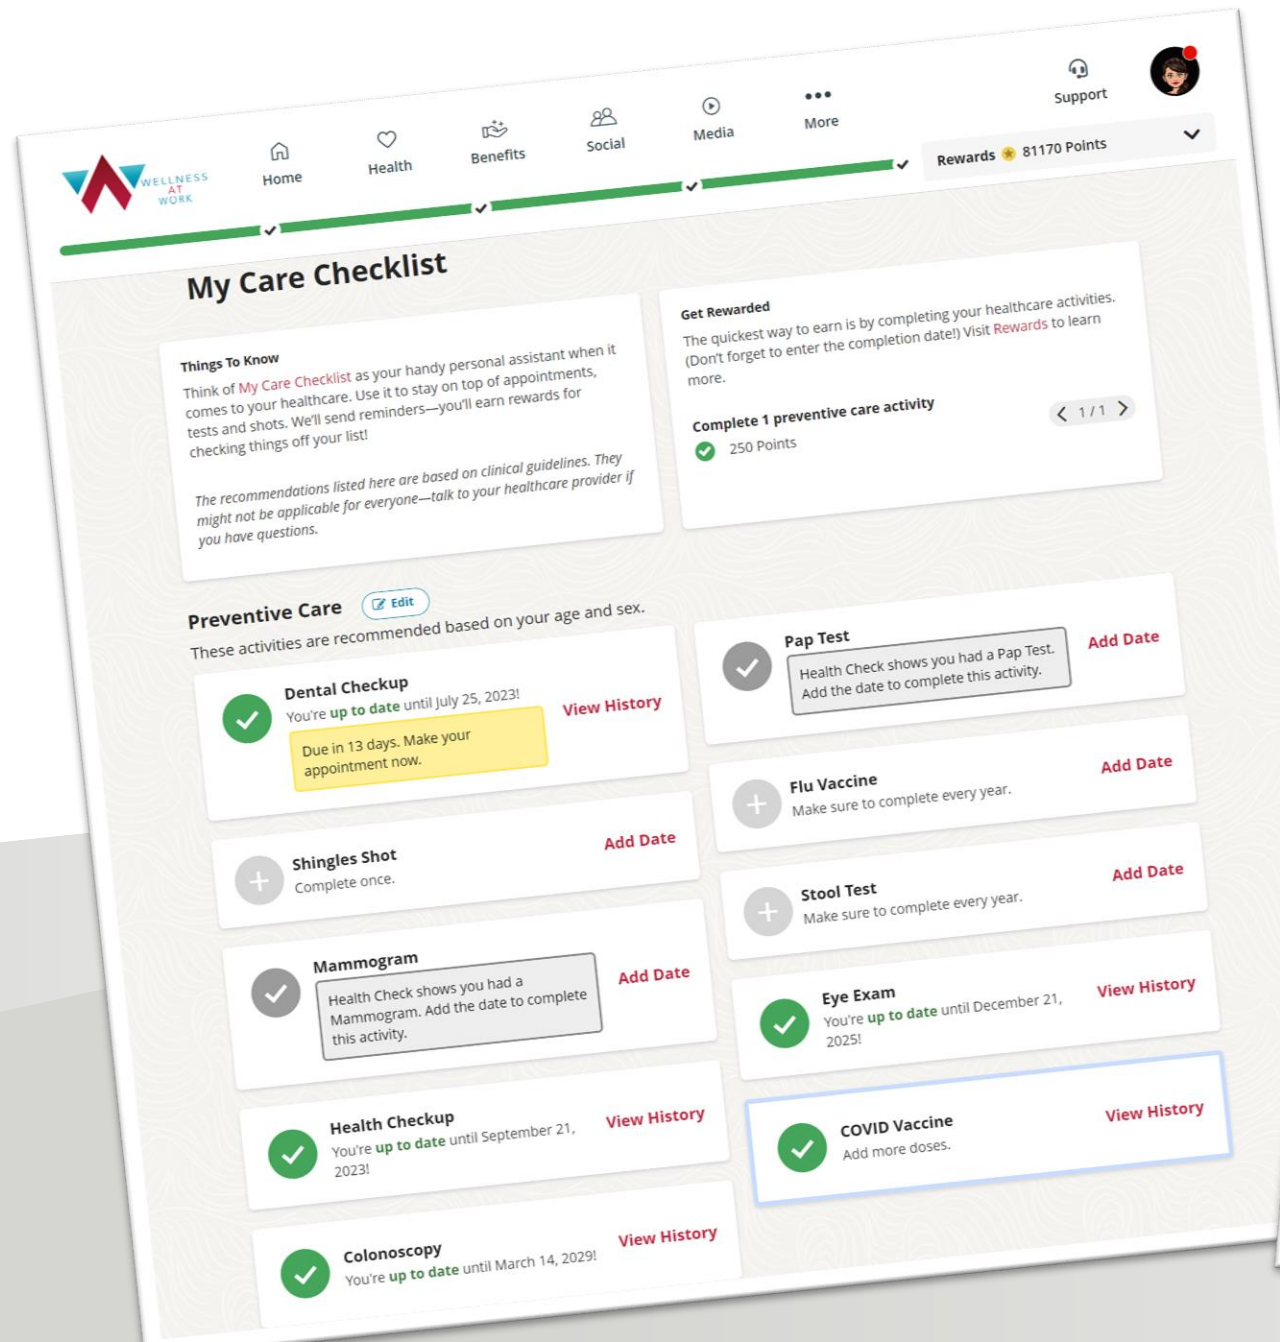 WELLNESS
AT
WORK
Home
Health
Benefits
Social
Media
More
Support
Rewards 81170 Points
My Care Checklist
Things To Know
Think of My Care Checklist as your handy personal assistant when it
comes to your healthcare. Use it to stay on top of appointments,
tests and shots. We'll send reminders—you'll earn rewards for
checking things off your list!
The recommendations listed here are based on clinical guidelines. They
might not be applicable for everyone—talk to your healthcare provider if
you have questions.
Get Rewarded
The quickest way to earn is by completing your healthcare activities.
(Don't forget to enter the completion date!) Visit Rewards to learn
more.
Complete 1 preventive care activity
1 / 1
250 Points
Preventive Care
Edit
These activities are recommended based on your age and sex.
Dental Checkup
You're up to date until July 25, 2023!
Due in 13 days. Make your
appointment now.
View History
Pap Test
Health Check shows you had a Pap Test.
Add the date to complete this activity.
Add Date
Shingles Shot
Complete once.
Add Date
Flu Vaccine
Make sure to complete every year.
Add Date
Mammogram
Health Check shows you had a
Mammogram. Add the date to complete
this activity.
Add Date
Stool Test
Make sure to complete every year.
Add Date
Eye Exam
You're up to date until December 21,
2025!
View History
Health Checkup
You're up to date until September 21,
2023!
View History
COVID Vaccine
Add more doses.
View History
Colonoscopy
You're up to date until March 14, 2029!
View History